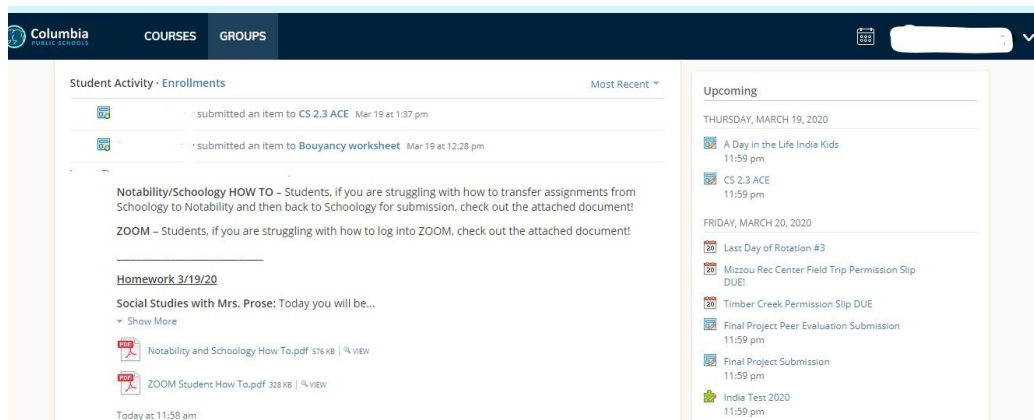 Columbia
PUBLIC SCHOOLS
COURSES
GROUPS
Student Activity · Enrollments
Most Recent
submitted an item to CS 2.3 ACE Mar 19 at 1:37 pm
submitted an item to Bouyancy worksheet Mar 19 at 12:28 pm
Notability/Schoology HOW TO – Students, if you are struggling with how to transfer assignments from
Schoology to Notability and then back to Schoology for submission, check out the attached document!
ZOOM – Students, if you are struggling with how to log into ZOOM, check out the attached document!
Homework 3/19/20
Social Studies with Mrs. Prose: Today you will be...
Show More
PDF
Notability and Schoology How To.pdf 576 KB | VIEW
PDF
ZOOM Student How To.pdf 328 KB | VIEW
Today at 11:58 am
Upcoming
THURSDAY, MARCH 19, 2020
A Day in the Life India Kids
11:59 pm
CS 2.3 ACE
11:59 pm
FRIDAY, MARCH 20, 2020
20 Last Day of Rotation #3
20 Mizzou Rec Center Field Trip Permission Slip
DUE!
20 Timber Creek Permission Slip DUE
Final Project Peer Evaluation Submission
11:59 pm
Final Project Submission
11:59 pm
India Test 2020
11:59 pm